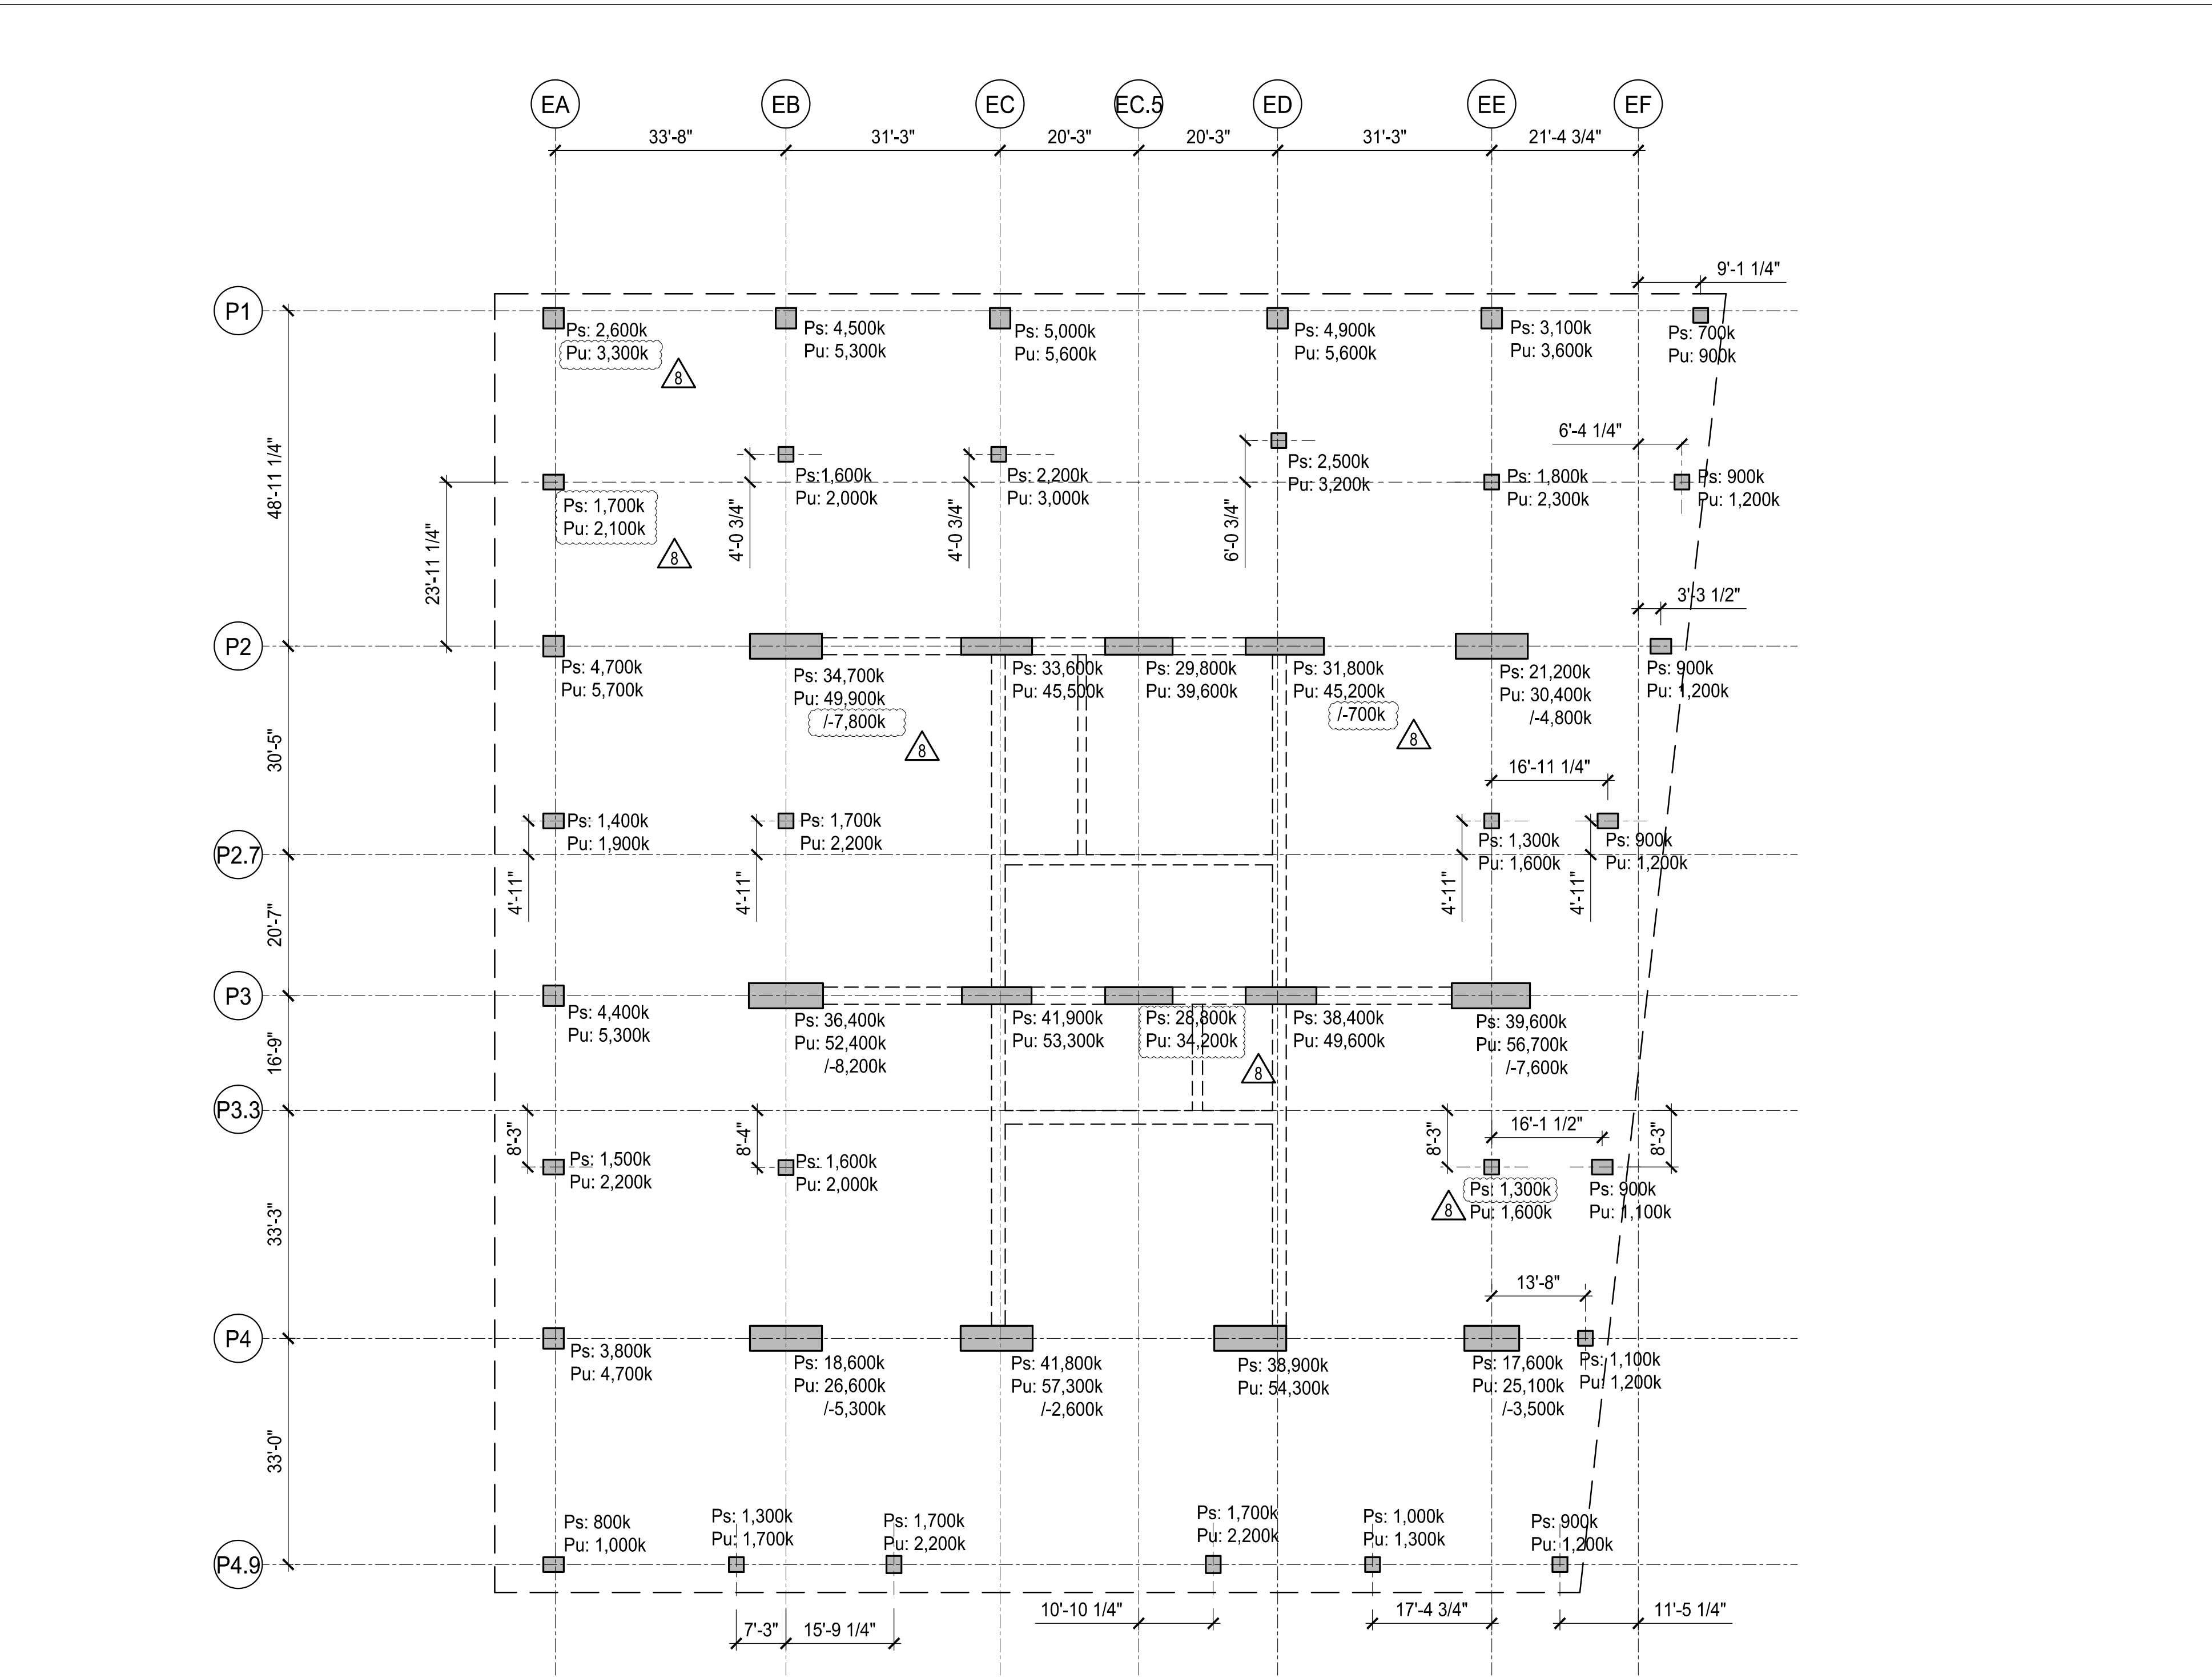 EA
EB
EC
EC.5
ED
EE
EF
33'-8"
31'-3"
20'-3"
20'-3"
31'-3"
21'-4 3/4"
9'-1 1/4"
P1
Ps: 2,600k
Pu: 3,300k
8
Ps: 4,500k
Pu: 5,300k
Ps: 5,000k
Pu: 5,600k
Ps: 4,900k
Pu: 5,600k
Ps: 3,100k
Pu: 3,600k
Ps: 700k
Pu: 900k
48'-11 1/4"
23'-11 1/4"
Ps: 1,700k
Pu: 2,100k
8
Ps:1,600k
Pu: 2,000k
4'-0 3/4"
Ps: 2,200k
Pu: 3,000k
4'-0 3/4"
Ps: 2,500k
Pu: 3,200k
6'-0 3/4"
Ps: 1,800k
Pu: 2,300k
6'-4 1/4"
Ps: 900k
Pu: 1,200k
3'-3 1/2"
P2
Ps: 4,700k
Pu: 5,700k
Ps: 34,700k
Pu: 49,900k
/-7,800k
8
Ps: 33,600k
Pu: 45,500k
Ps: 29,800k
Pu: 39,600k
Ps: 31,800k
Pu: 45,200k
/-700k
8
Ps: 21,200k
Pu: 30,400k
/-4,800k
Ps: 900k
Pu: 1,200k
30'-5"
16'-11 1/4"
Ps: 1,400k
Pu: 1,900k
4'-11"
Ps: 1,700k
Pu: 2,200k
4'-11"
Ps: 1,300k
Pu: 1,600k
4'-11"
Ps: 900k
Pu: 1,200k
4'-11"
P2.7
20'-7"
P3
Ps: 4,400k
Pu: 5,300k
Ps: 36,400k
Pu: 52,400k
/-8,200k
Ps: 41,900k
Pu: 53,300k
Ps: 28,800k
Pu: 34,200k
8
Ps: 38,400k
Pu: 49,600k
Ps: 39,600k
Pu: 56,700k
/-7,600k
16'-9"
P3.3
8'-3"
Ps: 1,500k
Pu: 2,200k
8'-4"
Ps: 1,600k
Pu: 2,000k
8'-3"
16'-1 1/2"
8'-3"
Ps: 1,300k
Pu: 1,600k
8
Ps: 900k
Pu: 1,100k
33'-3"
13'-8"
P4
Ps: 3,800k
Pu: 4,700k
Ps: 18,600k
Pu: 26,600k
/-5,300k
Ps: 41,800k
Pu: 57,300k
/-2,600k
Ps: 38,900k
Pu: 54,300k
Ps: 17,600k
Pu: 25,100k
/-3,500k
Ps: 1,100k
Pu: 1,200k
33'-0"
Ps: 800k
Pu: 1,000k
Ps: 1,300k
Pu: 1,700k
Ps: 1,700k
Pu: 2,200k
Ps: 1,700k
Pu: 2,200k
Ps: 1,000k
Pu: 1,300k
Ps: 900k
Pu: 1,200k
P4.9
7'-3"
15'-9 1/4"
10'-10 1/4"
17'-4 3/4"
11'-5 1/4"